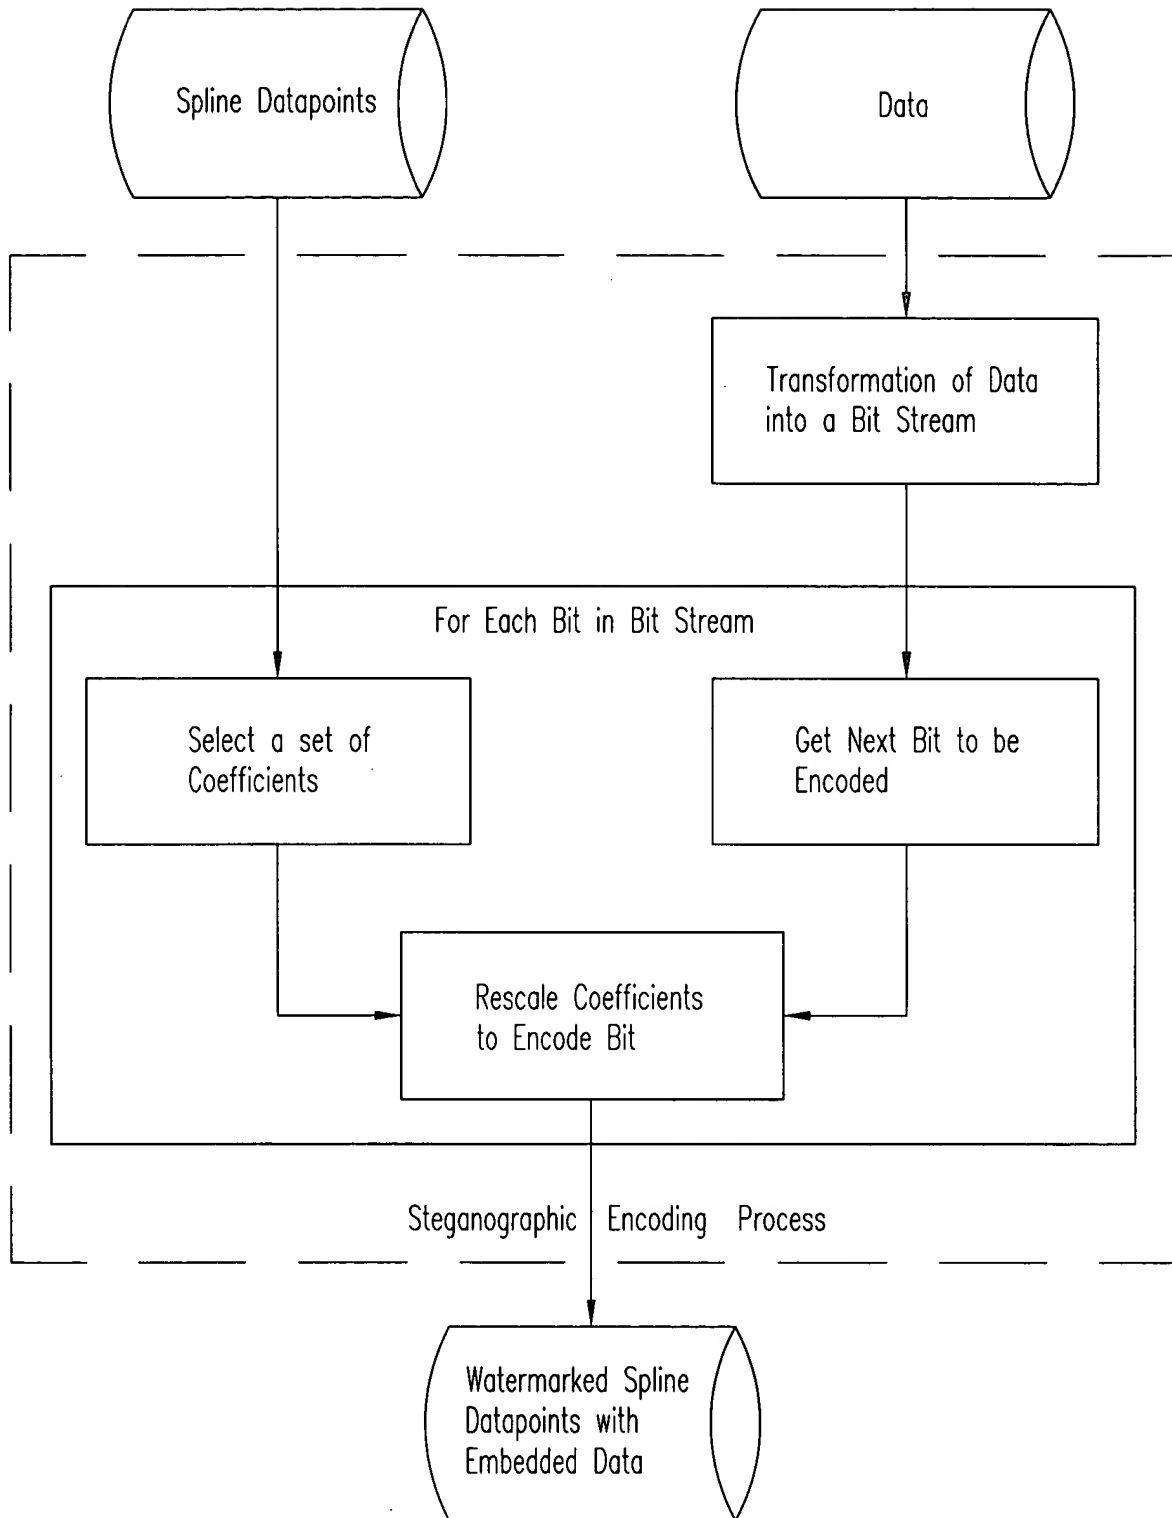 Spline Datapoints
Data
Transformation of Data
into a Bit Stream
For Each Bit in Bit Stream
Select a set of
Coefficients
Get Next Bit to be
Encoded
Rescale Coefficients
to Encode Bit
Steganographic Encoding Process
Watermarked Spline
Datapoints with
Embedded Data